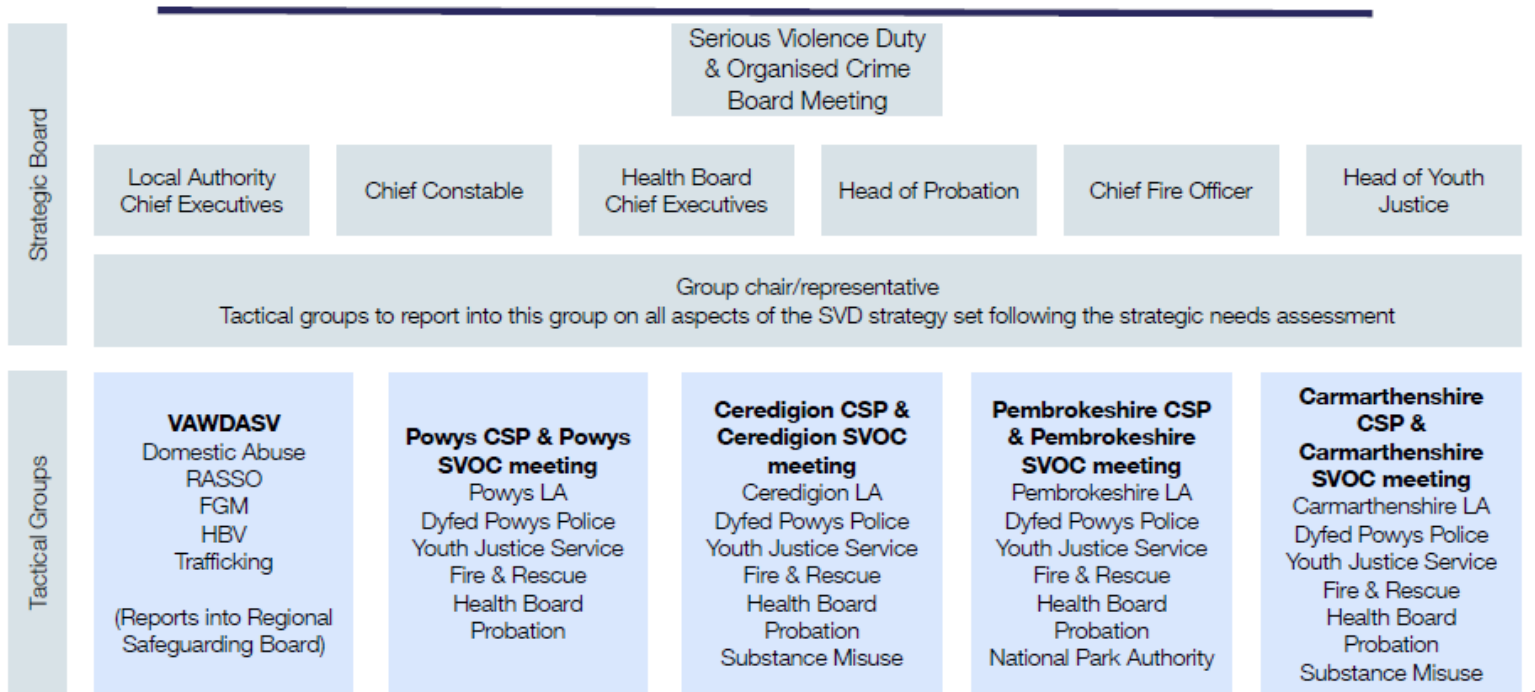 Serious Violence Duty
& Organised Crime
Board Meeting
Strategic Board
Local Authority
Chief Executives
Chief Constable
Health Board
Chief Executives
Head of Probation
Chief Fire Officer
Head of Youth
Justice
Group chair/representative
Tactical groups to report into this group on all aspects of the SVD strategy set following the strategic needs assessment
Tactical Groups
VAWDASV
Domestic Abuse
RASSO
FGM
HBV
Trafficking
(Reports into Regional
Safeguarding Board)
Powys CSP & Powys
SVOC meeting
Powys LA
Dyfed Powys Police
Youth Justice Service
Fire & Rescue
Health Board
Probation
Ceredigion CSP &
Ceredigion SVOC
meeting
Ceredigion LA
Dyfed Powys Police
Youth Justice Service
Fire & Rescue
Health Board
Probation
Substance Misuse
Pembrokeshire CSP
& Pembrokeshire
SVOC meeting
Pembrokeshire LA
Dyfed Powys Police
Youth Justice Service
Fire & Rescue
Health Board
Probation
National Park Authority
Carmarthenshire
CSP &
Carmarthenshire
SVOC meeting
Carmarthenshire LA
Dyfed Powys Police
Youth Justice Service
Fire & Rescue
Health Board
Probation
Substance Misuse